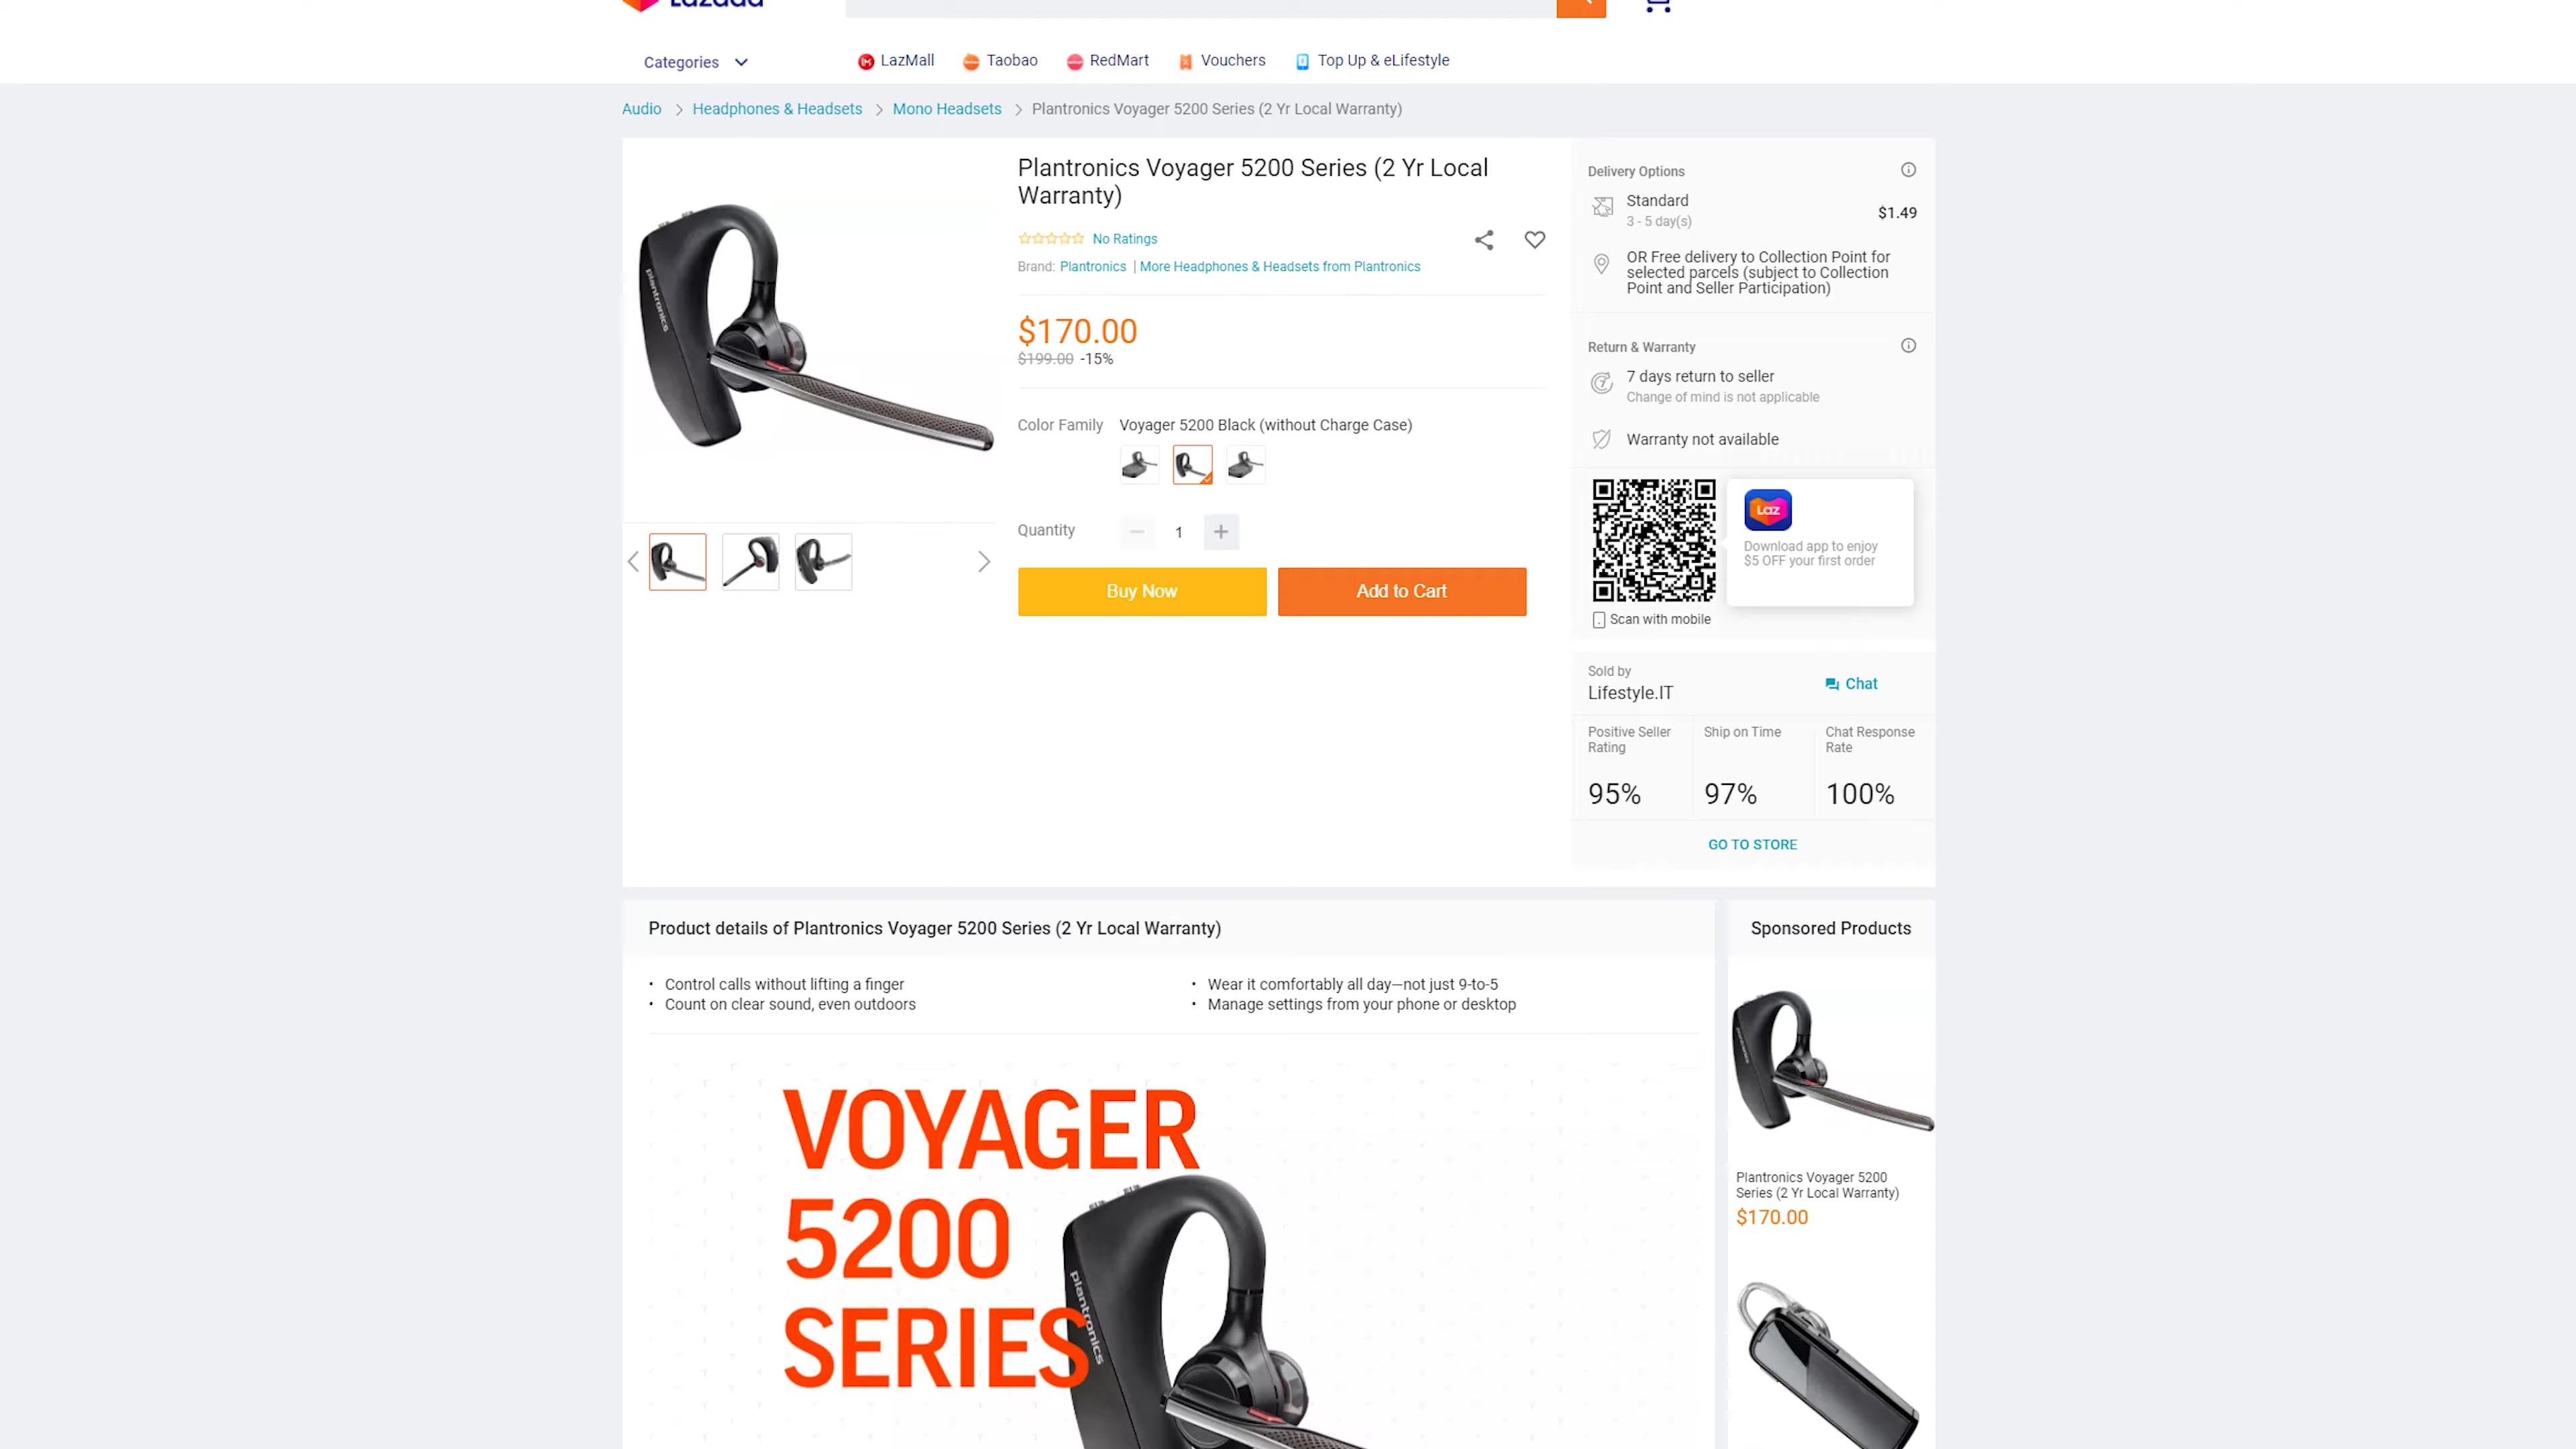 Lazada
Categories
LazMall
Taobao
RedMart
Vouchers
Top Up & eLifestyle
Audio
Headphones & Headsets
Mono Headsets
Plantronics Voyager 5200 Series (2 Yr Local Warranty)
plantronics
Plantronics Voyager 5200 Series (2 Yr Local
Warranty)
No Ratings
Brand: Plantronics | More Headphones & Headsets from Plantronics
$170.00
$199.00 -15%
Color Family Voyager 5200 Black (without Charge Case)
Quantity 1
Buy Now
Add to Cart
Delivery Options
Standard
3 - 5 day(s)
$1.49
OR Free delivery to Collection Point for
selected parcels (subject to Collection
Point and Seller Participation)
Return & Warranty
7 days return to seller
Change of mind is not applicable
Warranty not available
Laz
Download app to enjoy
$5 OFF your first order
Scan with mobile
Sold by
Lifestyle.IT
Chat
Positive Seller
Rating
95%
Ship on Time
97%
Chat Response
Rate
100%
GO TO STORE
Product details of Plantronics Voyager 5200 Series (2 Yr Local Warranty)
• Control calls without lifting a finger
• Count on clear sound, even outdoors
• Wear it comfortably all day—not just 9-to-5
• Manage settings from your phone or desktop
VOYAGER
5200
SERIES
plantronics
Sponsored Products
Plantronics Voyager 5200
Series (2 Yr Local Warranty)
$170.00